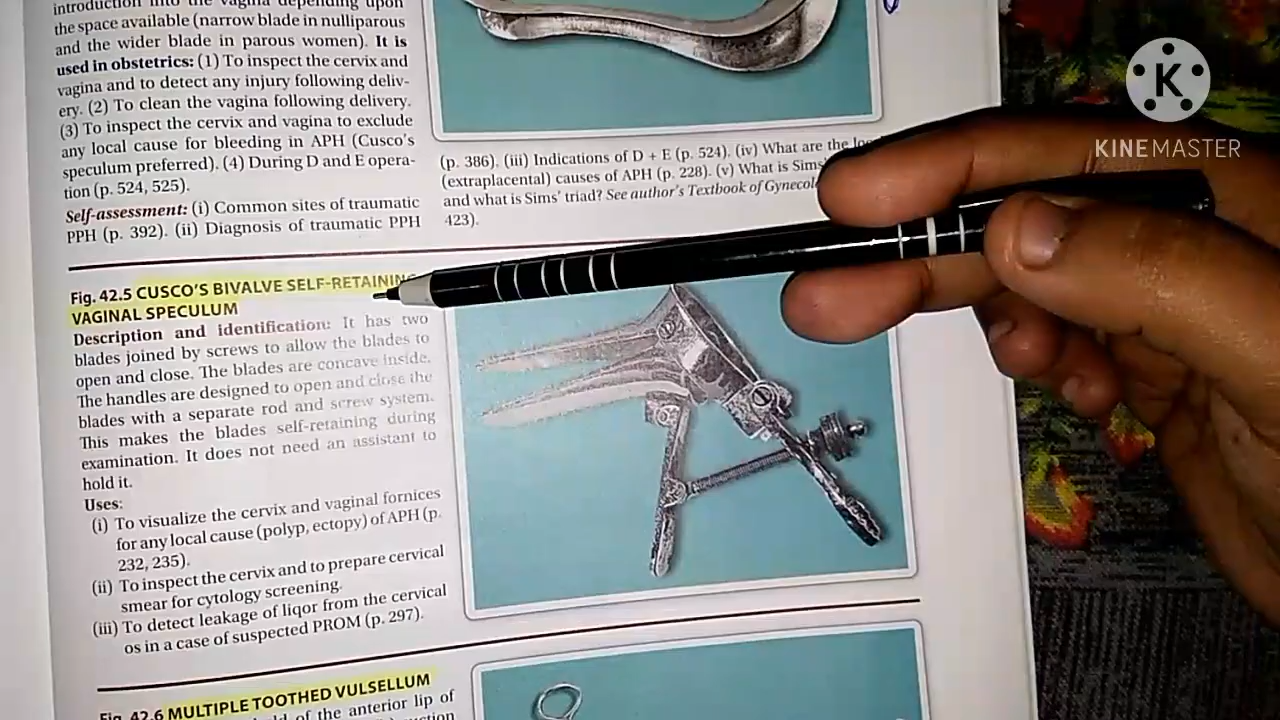 introduction into the vagina depending upon
the space available (narrow blade in nulliparous
and the wider blade in parous women). It is
used in obstetrics: (1) To inspect the cervix and
vagina and to detect any injury following deliv-
ery. (2) To clean the vagina following delivery.
(3) To inspect the cervix and vagina to exclude
any local cause for bleeding in APH (Cusco's
speculum preferred). (4) During D and E opera-
tion (p. 524, 525).
Self-assessment: (i) Common sites of traumatic
PPH (p. 392). (ii) Diagnosis of traumatic PPH
(p. 386). (iii) Indications of D + E (p. 524). (iv) What are the
(extraplacental) causes of APH (p. 228). (v) What is Sims'
and what is Sims' triad? See author's Textbook of
423).
Fig. 42.5 CUSCO'S BIVALVE SELF-RETAINING
VAGINAL SPECULUM
Description and identification: It has two
blades joined by screws to allow the blades to
open and close. The blades are concave inside.
The handles are designed to open and close the
blades with a separate rod and screw system.
This makes the blades self-retaining during
examination. It does not need an assistant to
hold it.
Uses:
(i) To visualize the cervix and vaginal fornices
for any local cause (polyp, ectopy) of APH (p.
232, 235).
(ii) To inspect the cervix and to prepare cervical
smear for cytology screening.
(iii) To detect leakage of liqor from the cervical
os in a case of suspected PROM (p. 297).
Fig. 42.6 MULTIPLE TOOTHED VULSELLUM
of the anterior lip of
K
KINEMASTER